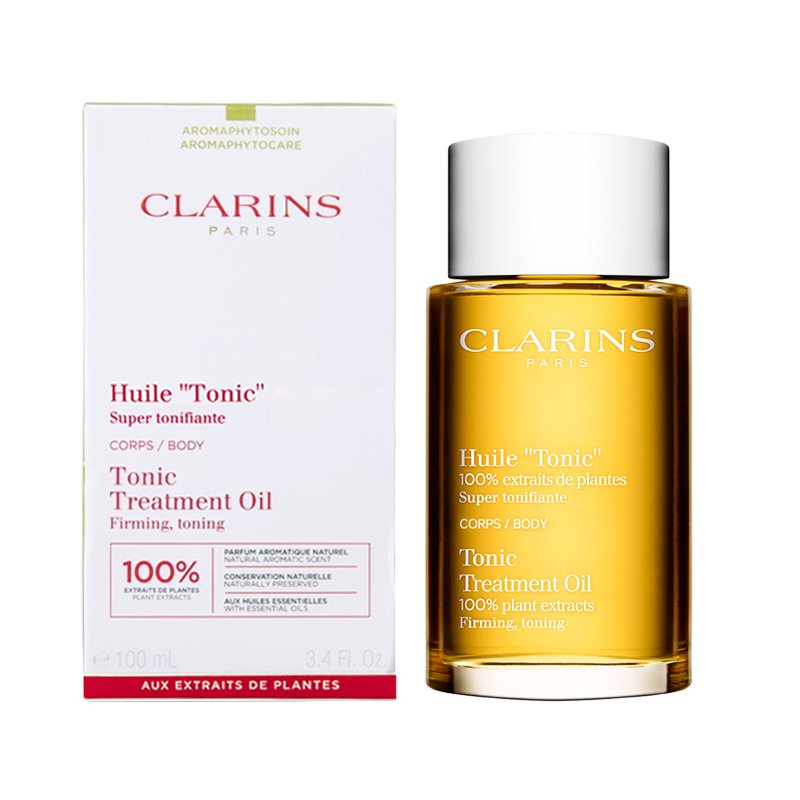 AROMAPHYTOSOIN
AROMAPHYTOCARE
CLARINS
PARIS
Huile "Tonic"
Super tonifiante
CORPS / BODY
Tonic
Treatment Oil
Firming, toning
100%
EXTRAITS DE PLANTES
PLANT EXTRACTS
PARFUM AROMATIQUE NATUREL
NATURAL AROMATIC SCENT
CONSERVATION NATURELLE
NATURALLY PRESERVED
AUX HUILES ESSENTIELLES
WITH ESSENTIAL OILS
℮ 100 mL 3.4 Fl. Oz.
AUX EXTRAITS DE PLANTES
CLARINS
PARIS
Huile "Tonic"
100% extraits de plantes
Super tonifiante
CORPS / BODY
Tonic
Treatment Oil
100% plant extracts
Firming, toning